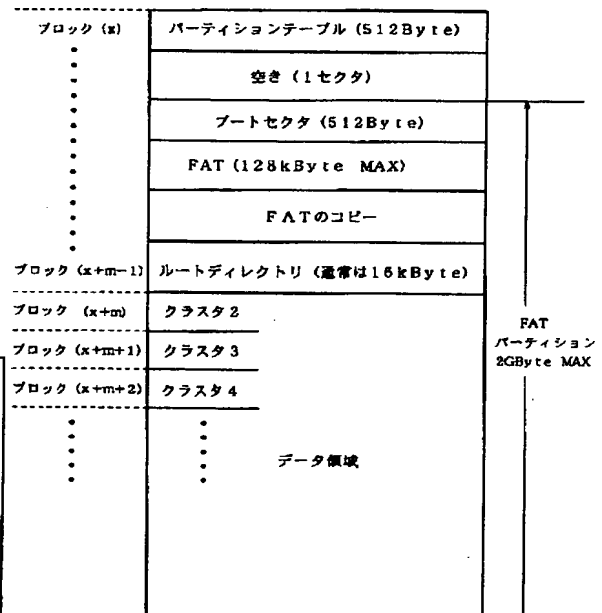 ブロック (x)
パーティションテーブル (512Byte)
空き (1セクタ)
ブートセクタ (512Byte)
FAT (128kByte MAX)
FATのコピー
ブロック (x+m-1)
ルートディレクトリ (通常は16kByte)
ブロック (x+m)
クラスタ2
ブロック (x+m+1)
クラスタ3
ブロック (x+m+2)
クラスタ4
データ領域
FAT
パーティション
2GByte MAX